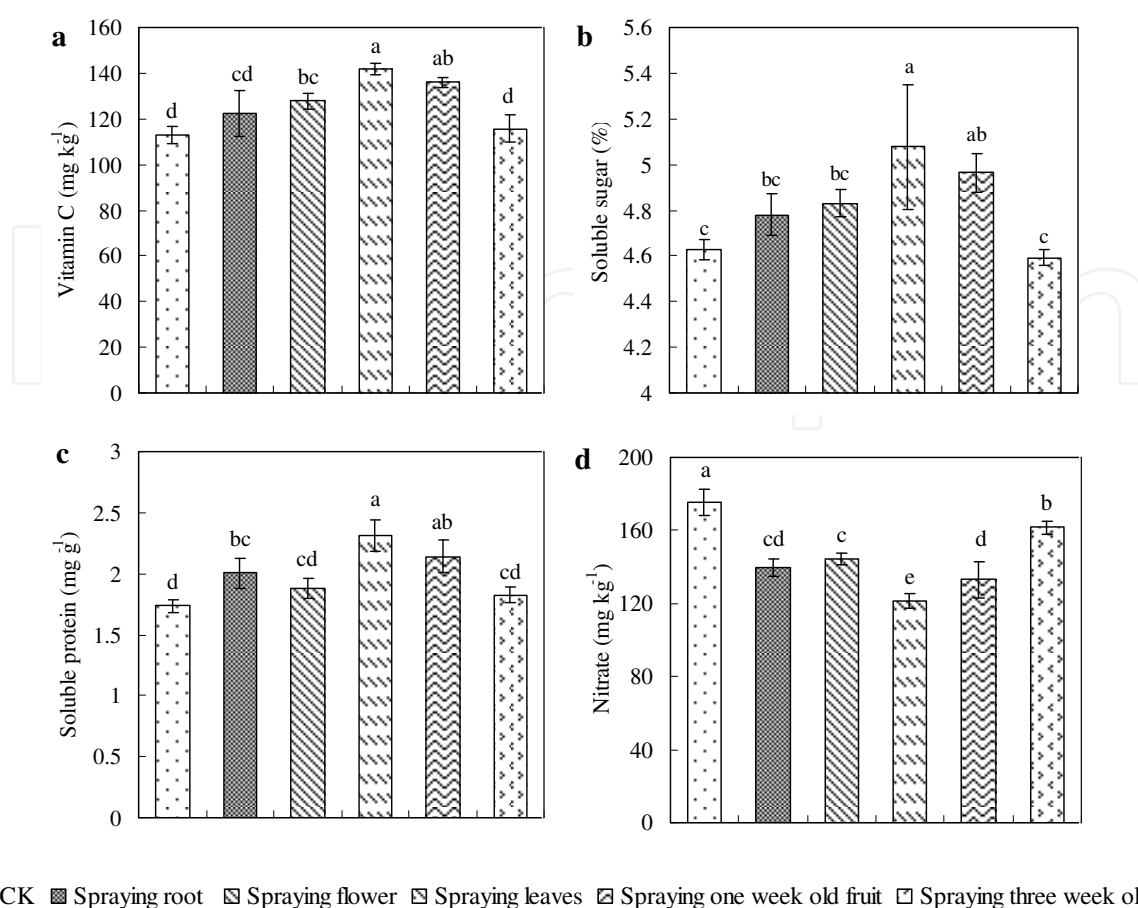 a
160
140
120
100
80
60
40
20
0
Vitamin C (mg kg-1)
d cd bc a ab d
b
5.6
5.4
5.2
5
4.8
4.6
4.4
4.2
4
Soluble sugar (%)
c bc bc a ab c
c
3
2.5
2
1.5
1
0.5
0
Soluble protein (mg g-1)
d bc cd a ab cd
d
200
160
120
80
40
0
Nitrate (mg kg-1)
a cd c e d b
CK Spraying root Spraying flower Spraying leaves Spraying one week old fruit Spraying three week